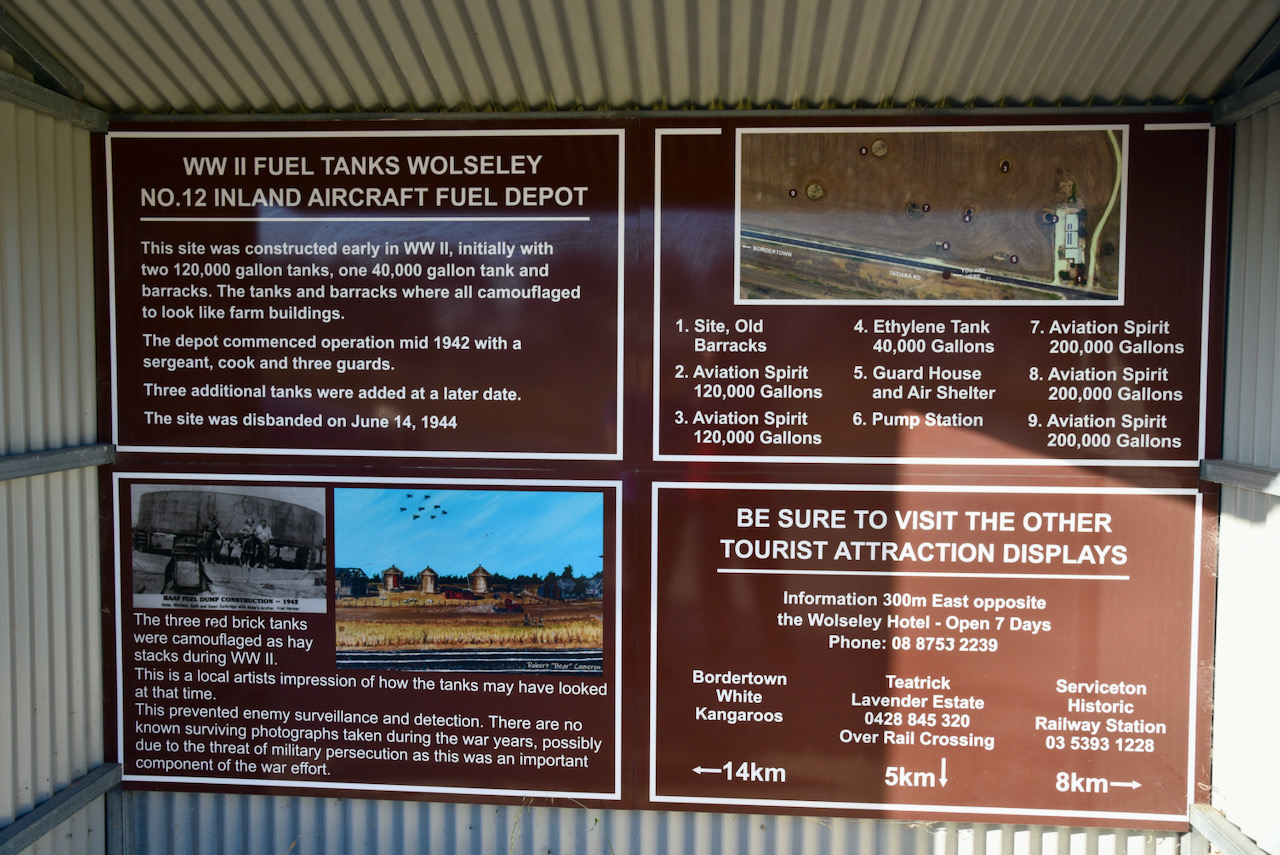 WW II FUEL TANKS WOLSELEY
NO.12 INLAND AIRCRAFT FUEL DEPOT
This site was constructed early in WW II, initially with
two 120,000 gallon tanks, one 40,000 gallon tank and
barracks. The tanks and barracks where all camouflaged
to look like farm buildings.
The depot commenced operation mid 1942 with a
sergeant, cook and three guards.
Three additional tanks were added at a later date.
The site was disbanded on June 14, 1944
8
3
9
7
4
2
6
5
1
BORDERTOWN
TATIARA RD
YOU ARE
HERE
1. Site, Old
Barracks
2. Aviation Spirit
120,000 Gallons
3. Aviation Spirit
120,000 Gallons
4. Ethylene Tank
40,000 Gallons
5. Guard House
and Air Shelter
6. Pump Station
7. Aviation Spirit
200,000 Gallons
8. Aviation Spirit
200,000 Gallons
9. Aviation Spirit
200,000 Gallons
RAAF FUEL DUMP CONSTRUCTION – 1942
Robert "Bear" Cameron
The three red brick tanks
were camouflaged as hay
stacks during WW II.
This is a local artists impression of how the tanks may have looked
at that time.
This prevented enemy surveillance and detection. There are no
known surviving photographs taken during the war years, possibly
due to the threat of military persecution as this was an important
component of the war effort.
BE SURE TO VISIT THE OTHER
TOURIST ATTRACTION DISPLAYS
Information 300m East opposite
the Wolseley Hotel - Open 7 Days
Phone: 08 8753 2239
Bordertown
White
Kangaroos
←14km
Teatrick
Lavender Estate
0428 845 320
Over Rail Crossing
5km↓
Serviceton
Historic
Railway Station
03 5393 1228
8km→